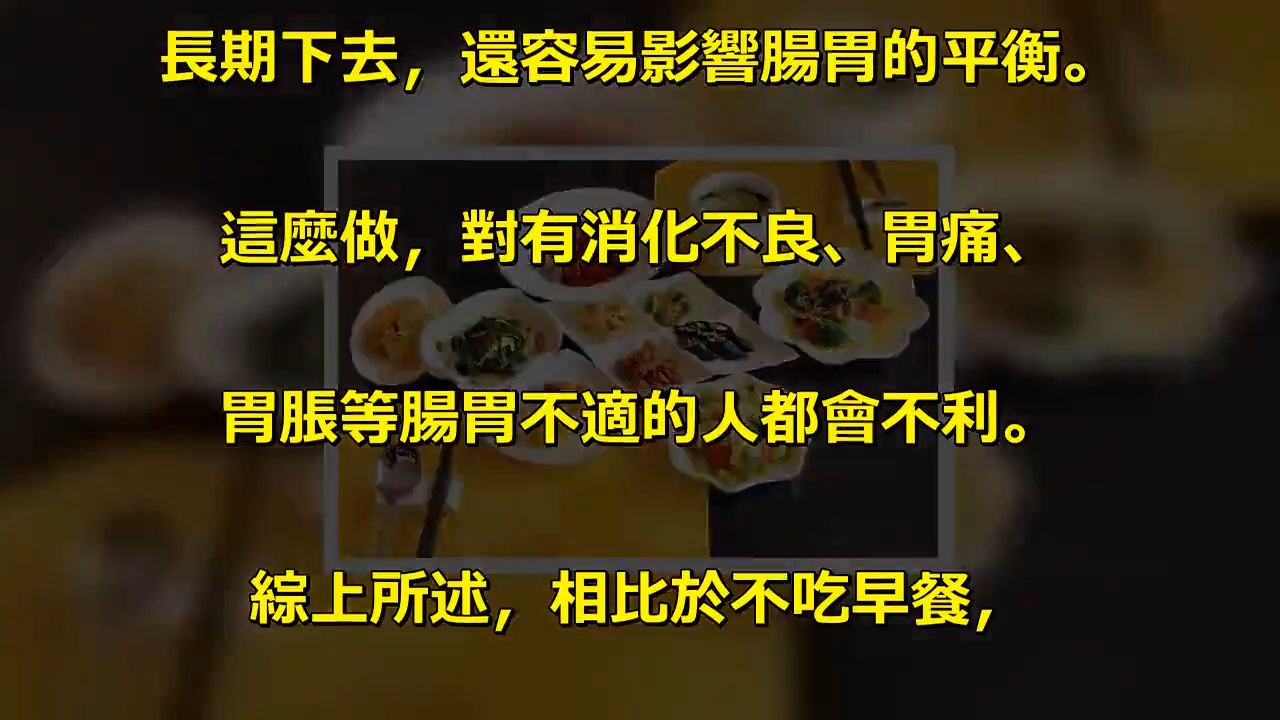 長期下去，還容易影響腸胃的平衡。
這麼做，對有消化不良、胃痛、
胃脹等腸胃不適的人都會不利。
綜上所述，相比於不吃早餐，